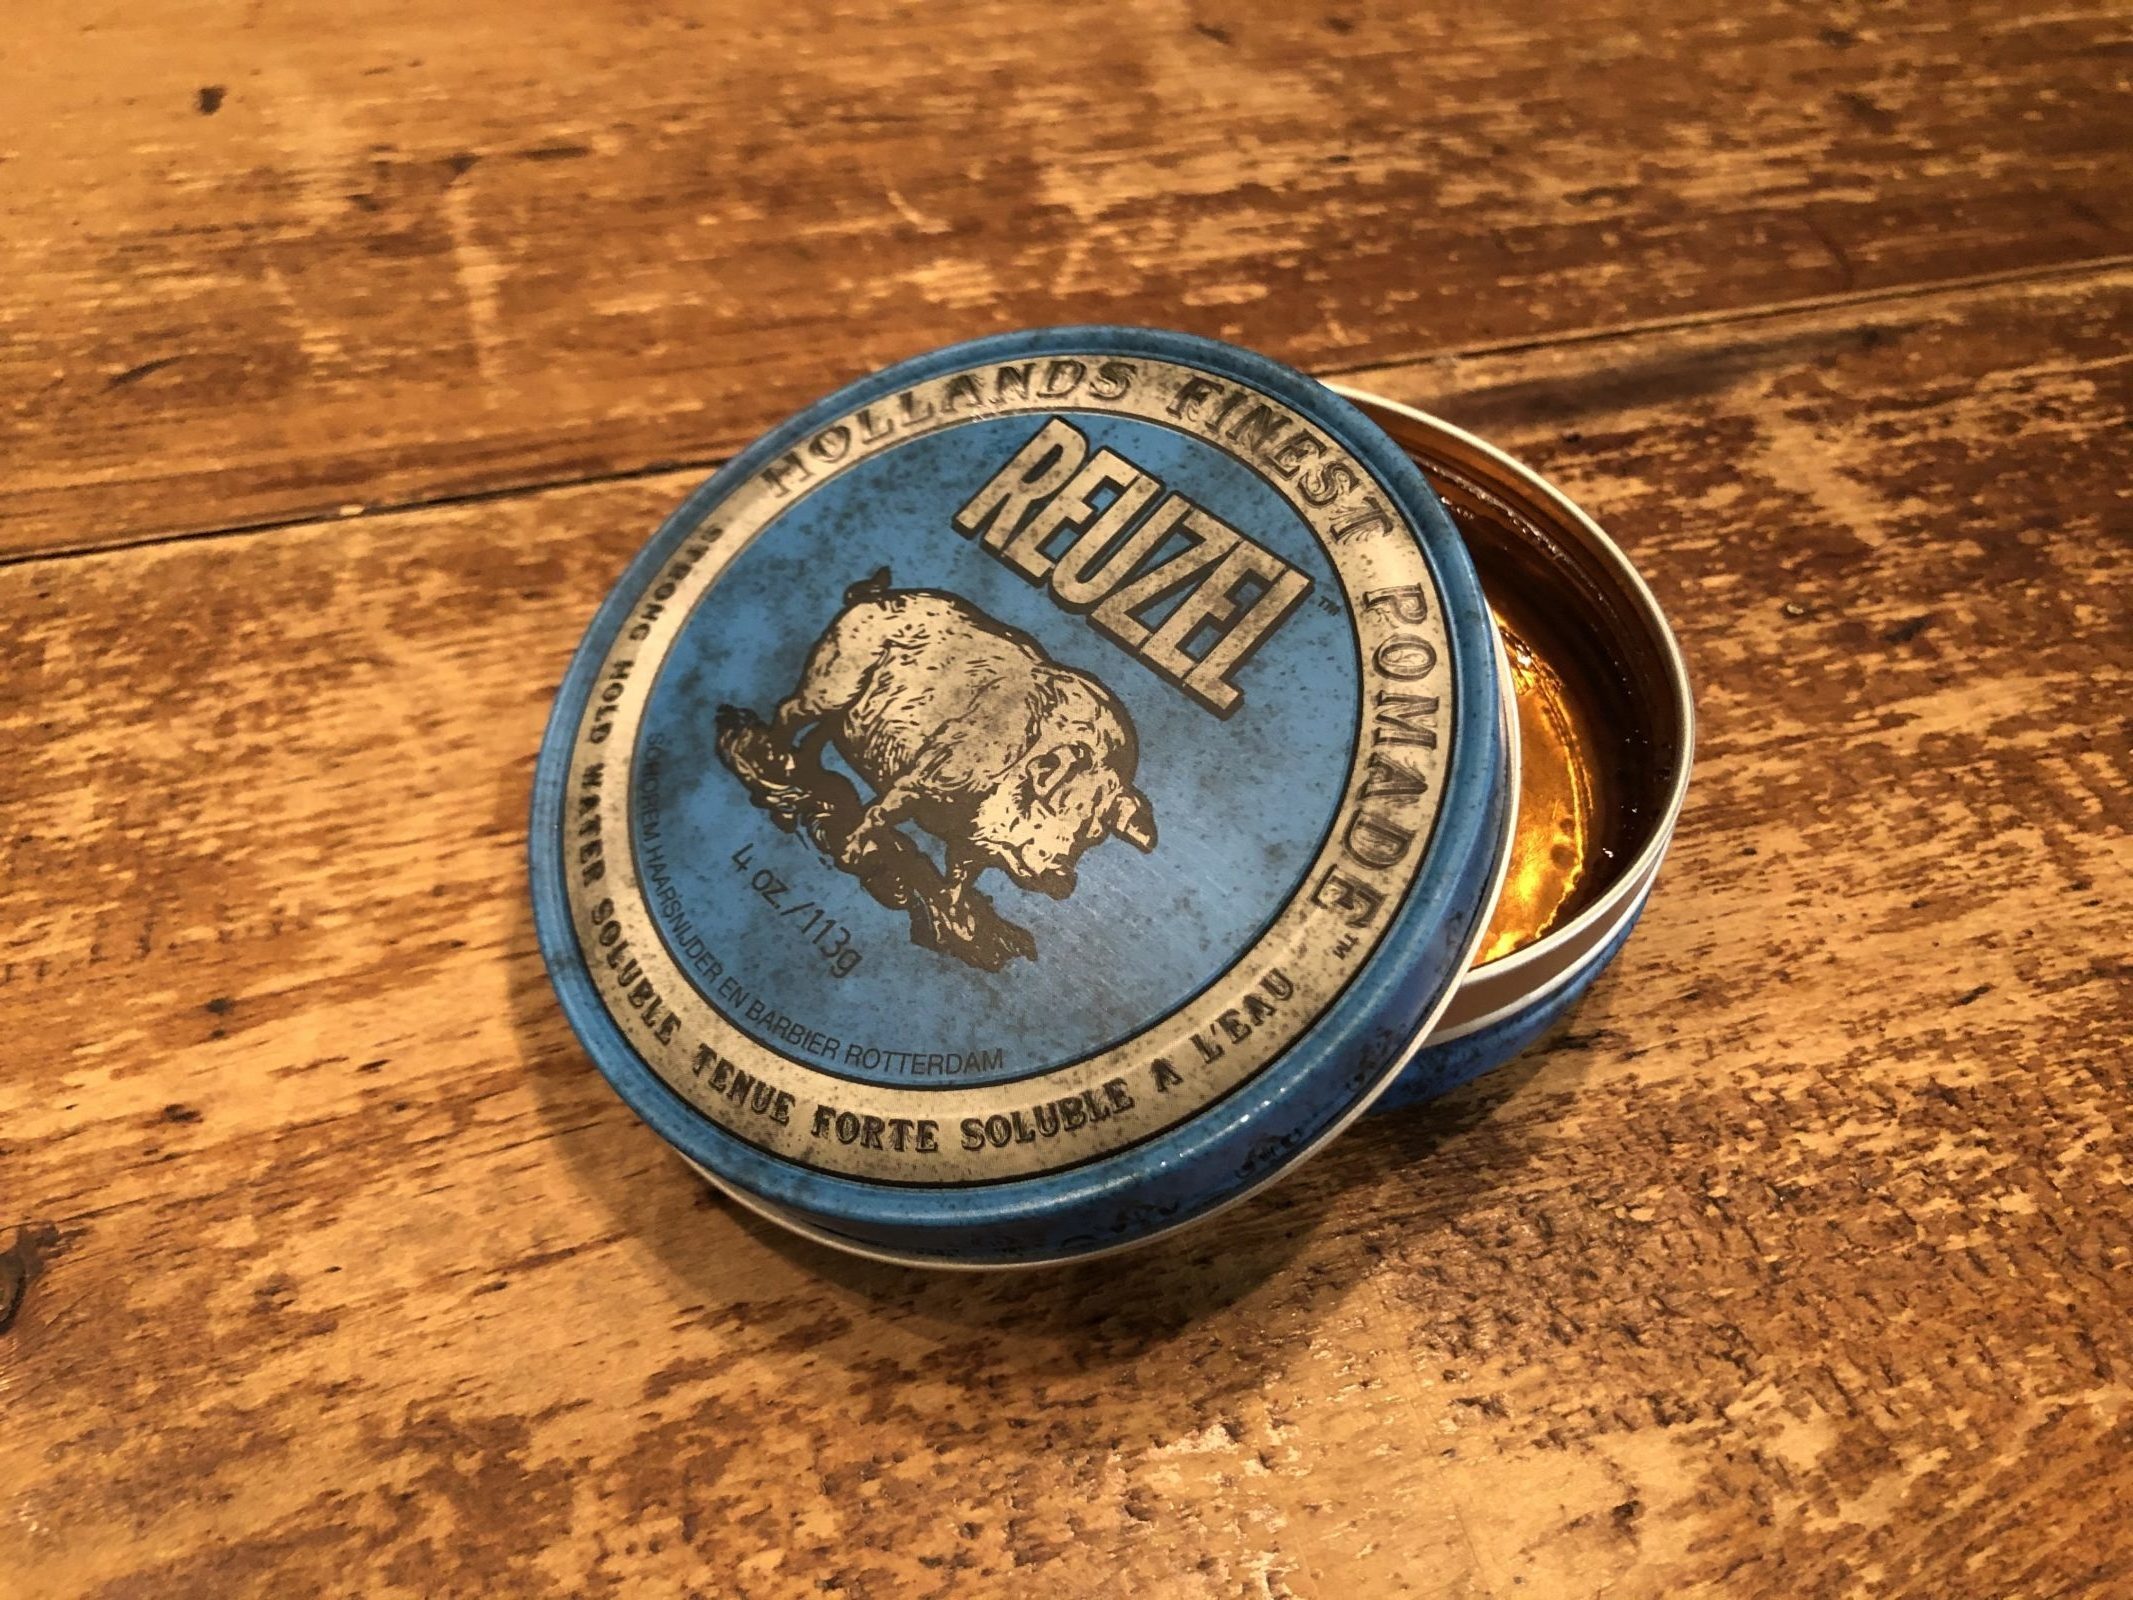 HOLLANDS FINEST POMADE™
REUZEL™
4 OZ./113g
SCHOREM HAARSNIJDER EN BARBIER ROTTERDAM
STRONG HOLD WATER SOLUBLE TENUE FORTE SOLUBLE A L'EAU